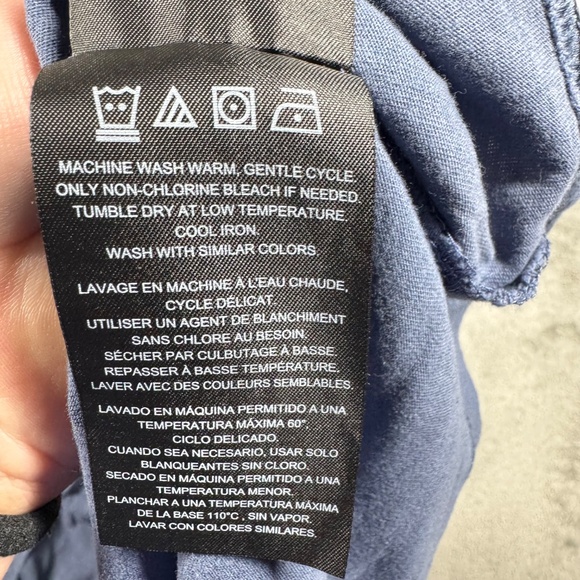 MACHINE WASH WARM, GENTLE CYCLE
ONLY NON-CHLORINE BLEACH IF NEEDED.
TUMBLE DRY AT LOW TEMPERATURE
COOL IRON.
WASH WITH SIMILAR COLORS.
LAVAGE EN MACHINE À L'EAU CHAUDE,
CYCLE DÉLICAT.
UTILISER UN AGENT DE BLANCHIMENT
SANS CHLORE AU BESOIN.
SÉCHER PAR CULBUTAGE À BASSE.
REPASSER À BASSE TEMPÉRATURE.
LAVER AVEC DES COULEURS SEMBLABLES.
LAVADO EN MÁQUINA PERMITIDO A UNA
TEMPERATURA MÁXIMA 60°.
CICLO DELICADO.
CUANDO SEA NECESARIO, USAR SOLO
BLANQUEANTES SIN CLORO.
SECADO EN MÁQUINA PERMITIDO A UNA
TEMPERATURA MENOR.
PLANCHAR A UNA TEMPERATURA MÁXIMA
DE LA BASE 110°C , SIN VAPOR.
LAVAR CON COLORES SIMILARES.